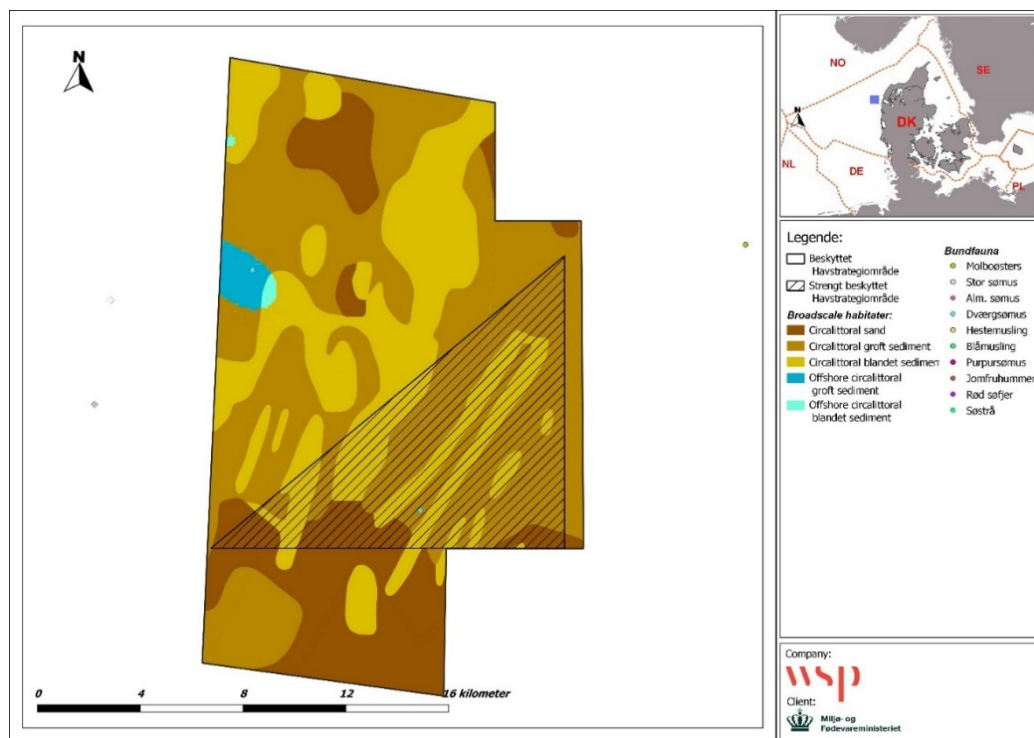 N
0 4 8 12 16 kilometer
NO
SE
N
DK
NL
DE
PL
Legende:
Beskyttet
Havstrategiområde
Strengt beskyttet
Havstrategiområde
Broadscale habitater:
Circalittoral sand
Circalittoral groft sediment
Circalittoral blandet sediment
Offshore circalittoral
groft sediment
Offshore circalittoral
blandet sediment
Bundfauna
Molboøsters
Stor sømus
Alm. sømus
Dværgsømus
Hestemusling
Blåmusling
Purpursømus
Jomfruhummer
Rød søfjer
Søstrå
Company:
wsp
Client:
Miljø- og
Fødevareministeriet